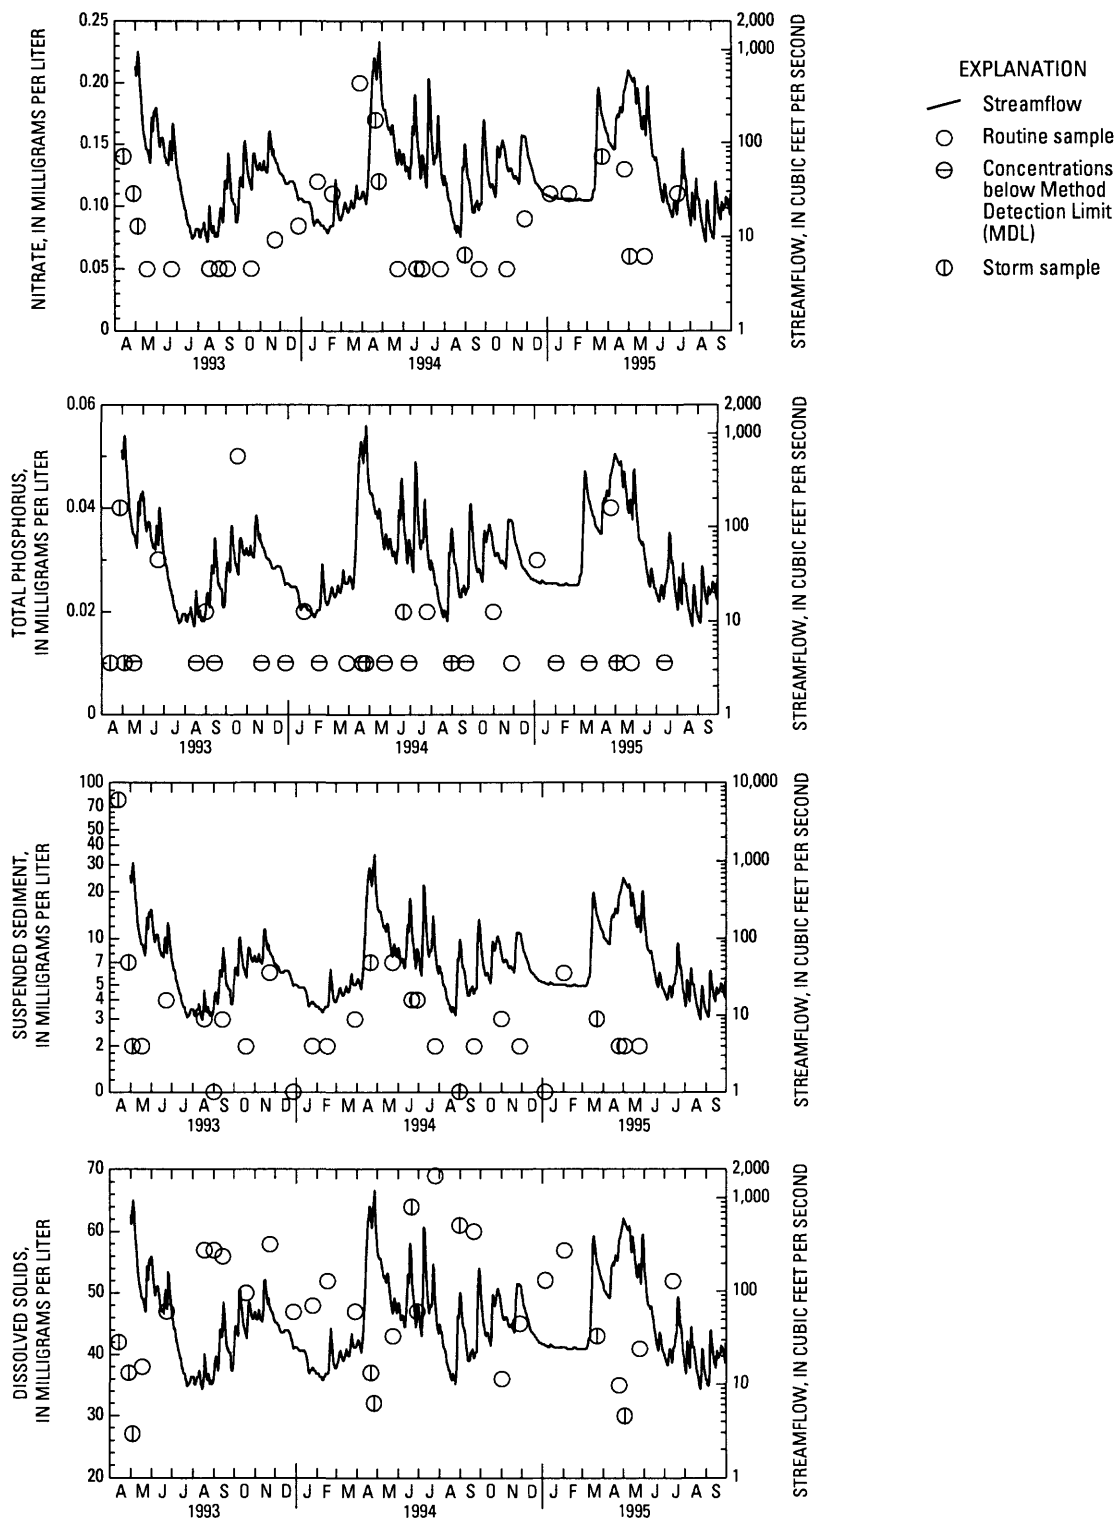 NITRATE, IN MILLIGRAMS PER LITER
0.25
0.20
0.15
0.10
0.05
0
2,000
1,000
100
10
1
STREAMFLOW, IN CUBIC FEET PER SECOND
A M J J A S O N D J F M A M J J A S O N D J F M A M J J A S
1993 1994 1995
EXPLANATION
Streamflow
Routine sample
Concentrations
below Method
Detection Limit
(MDL)
Storm sample
TOTAL PHOSPHORUS,
IN MILLIGRAMS PER LITER
0.06
0.04
0.02
0
2,000
1,000
100
10
1
STREAMFLOW, IN CUBIC FEET PER SECOND
A M J J A S O N D J F M A M J J A S O N D J F M A M J J A S
1993 1994 1995
SUSPENDED SEDIMENT,
IN MILLIGRAMS PER LITER
100
70
50
40
30
20
10
7
5
4
3
2
0
10,000
1,000
100
10
1
STREAMFLOW, IN CUBIC FEET PER SECOND
A M J J A S O N D J F M A M J J A S O N D J F M A M J J A S
1993 1994 1995
DISSOLVED SOLIDS,
IN MILLIGRAMS PER LITER
70
60
50
40
30
20
2,000
1,000
100
10
1
STREAMFLOW, IN CUBIC FEET PER SECOND
A M J J A S O N D J F M A M J J A S O N D J F M A M J J A S
1993 1994 1995